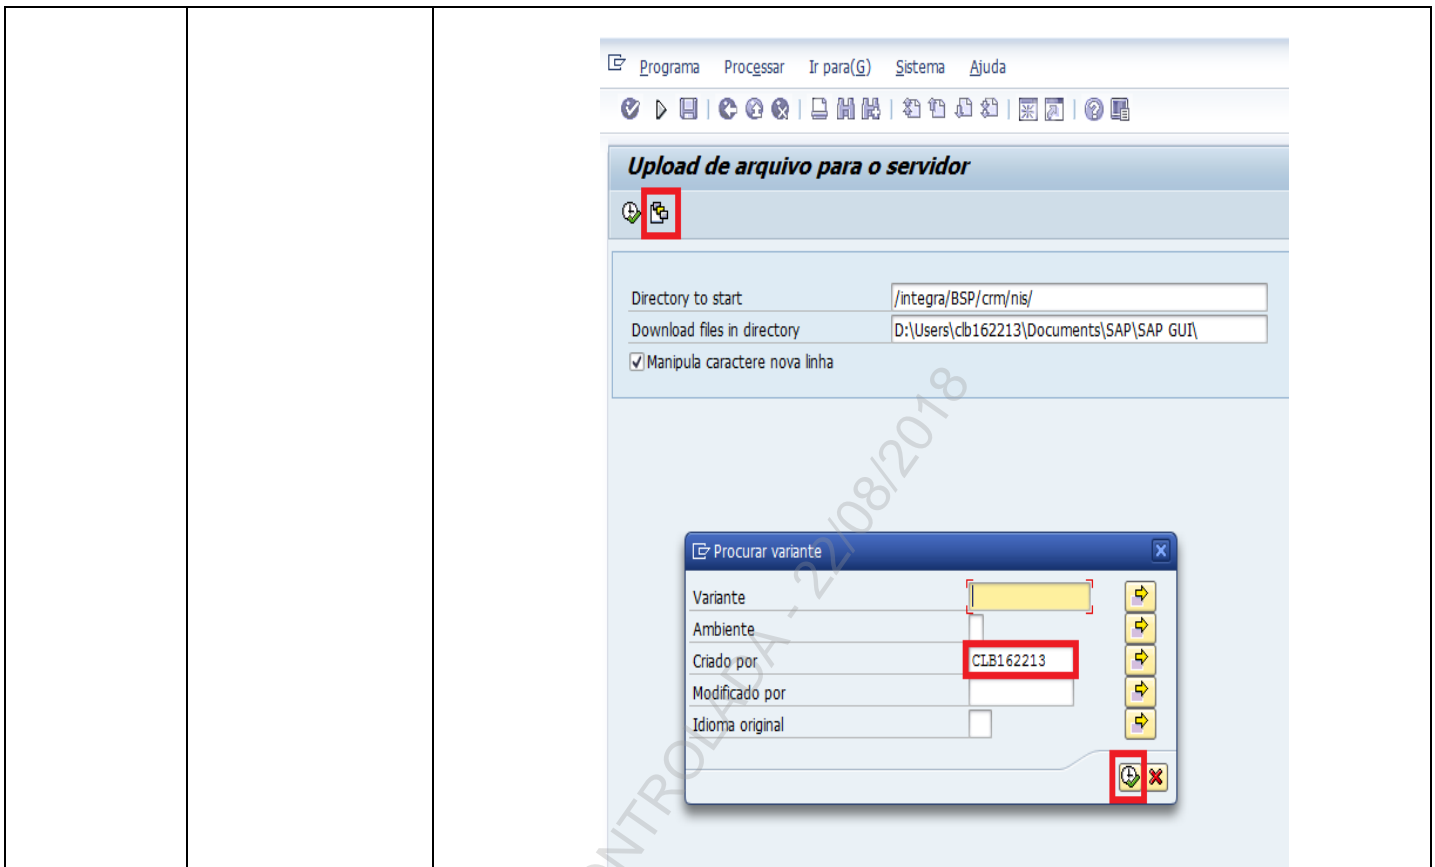 Programa Processar Ir para(G) Sistema Ajuda
Upload de arquivo para o servidor
Directory to start /integra/BSP/crm/nis/
Download files in directory D:\Users\clb162213\Documents\SAP\SAP GUI\
Manipula caractere nova linha
Procurar variante
Variante
Ambiente
Criado por CLB162213
Modificado por
Idioma original
ONTROLADA - 22/08/2018